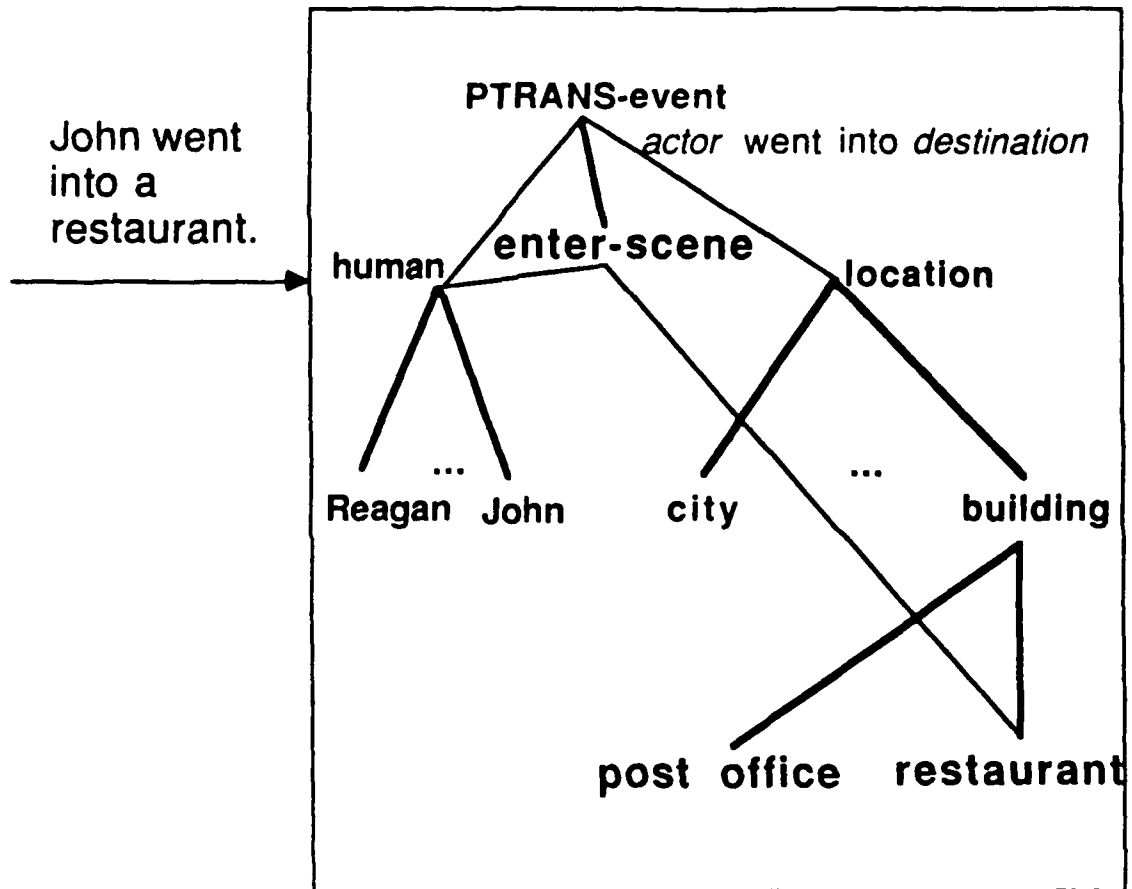 PTRANS-event
John went
into a
restaurant.
actor went into destination
enter-scene
human
location
...
...
Reagan
John
city
building
post office
restaurant